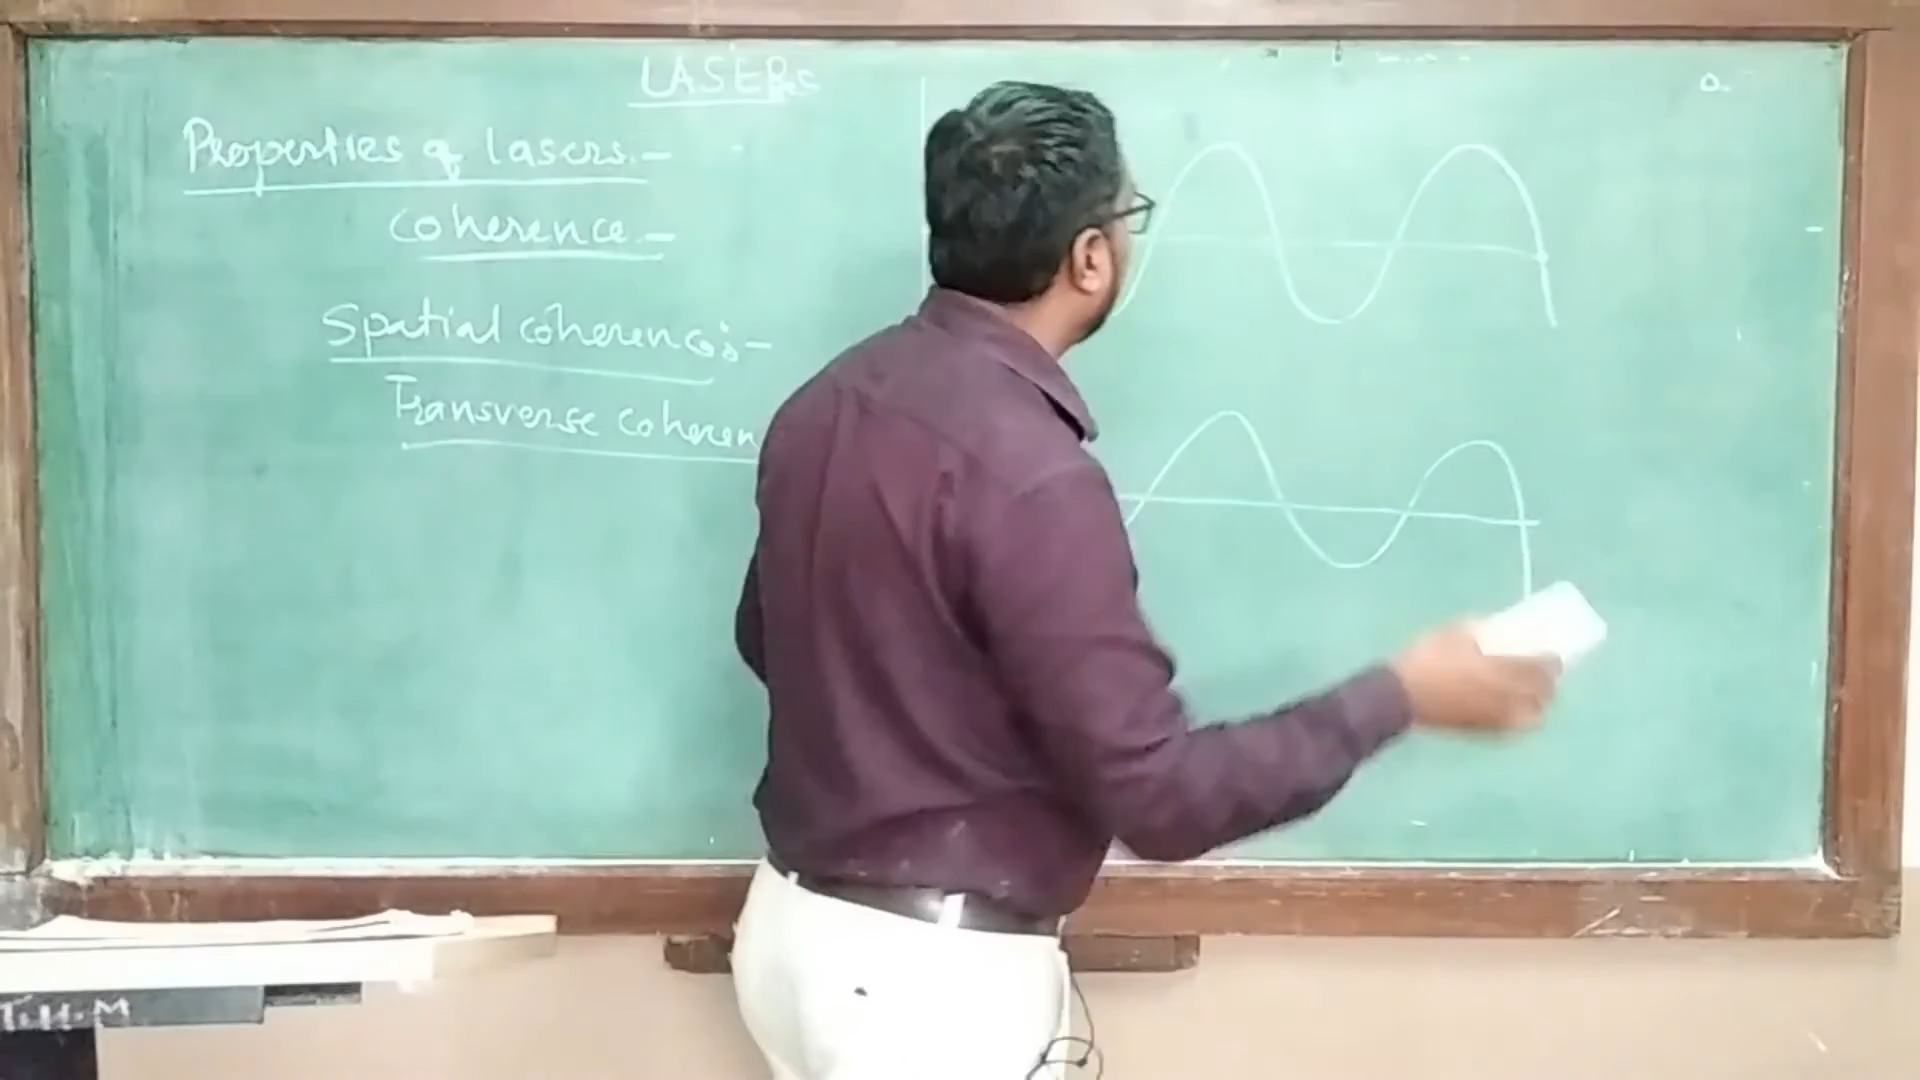 LASERs
Properties of lasers:-
coherence:-
Spatial coherence:-
Transverse coheren
T.H.M